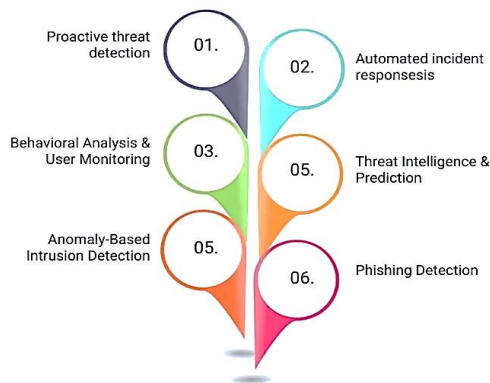 Proactive threat
detection
01.
02.
Automated incident
responsesis
Behavioral Analysis &
User Monitoring
03.
05.
Threat Intelligence &
Prediction
Anomaly-Based
Intrusion Detection
05.
06.
Phishing Detection